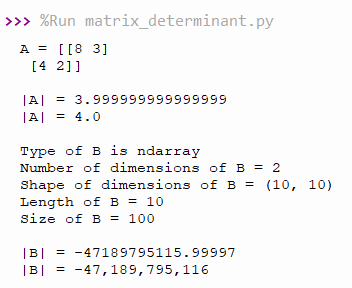 >>> %Run matrix_determinant.py
A = [[8 3]
[4 2]]
|A| = 3.999999999999999
|A| = 4.0
Type of B is ndarray
Number of dimensions of B = 2
Shape of dimensions of B = (10, 10)
Length of B = 10
Size of B = 100
|B| = -47189795115.99997
|B| = -47,189,795,116